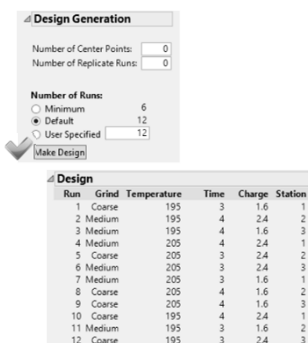 Design Generation
Number of Center Points: 0
Number of Replicate Runs: 0
Number of Runs:
Minimum 6
Default 12
User Specified 12
Make Design
Design
Run Grind Temperature Time Charge Station
1 Coarse 195 3 1.6 1
2 Medium 195 4 2.4 2
3 Medium 195 4 1.6 3
4 Medium 205 4 2.4 1
5 Coarse 205 3 2.4 2
6 Medium 205 3 2.4 3
7 Medium 205 3 1.6 1
8 Coarse 205 4 1.6 2
9 Coarse 205 4 1.6 3
10 Coarse 195 4 2.4 1
11 Medium 195 3 1.6 2
12 Coarse 195 3 2.4 3